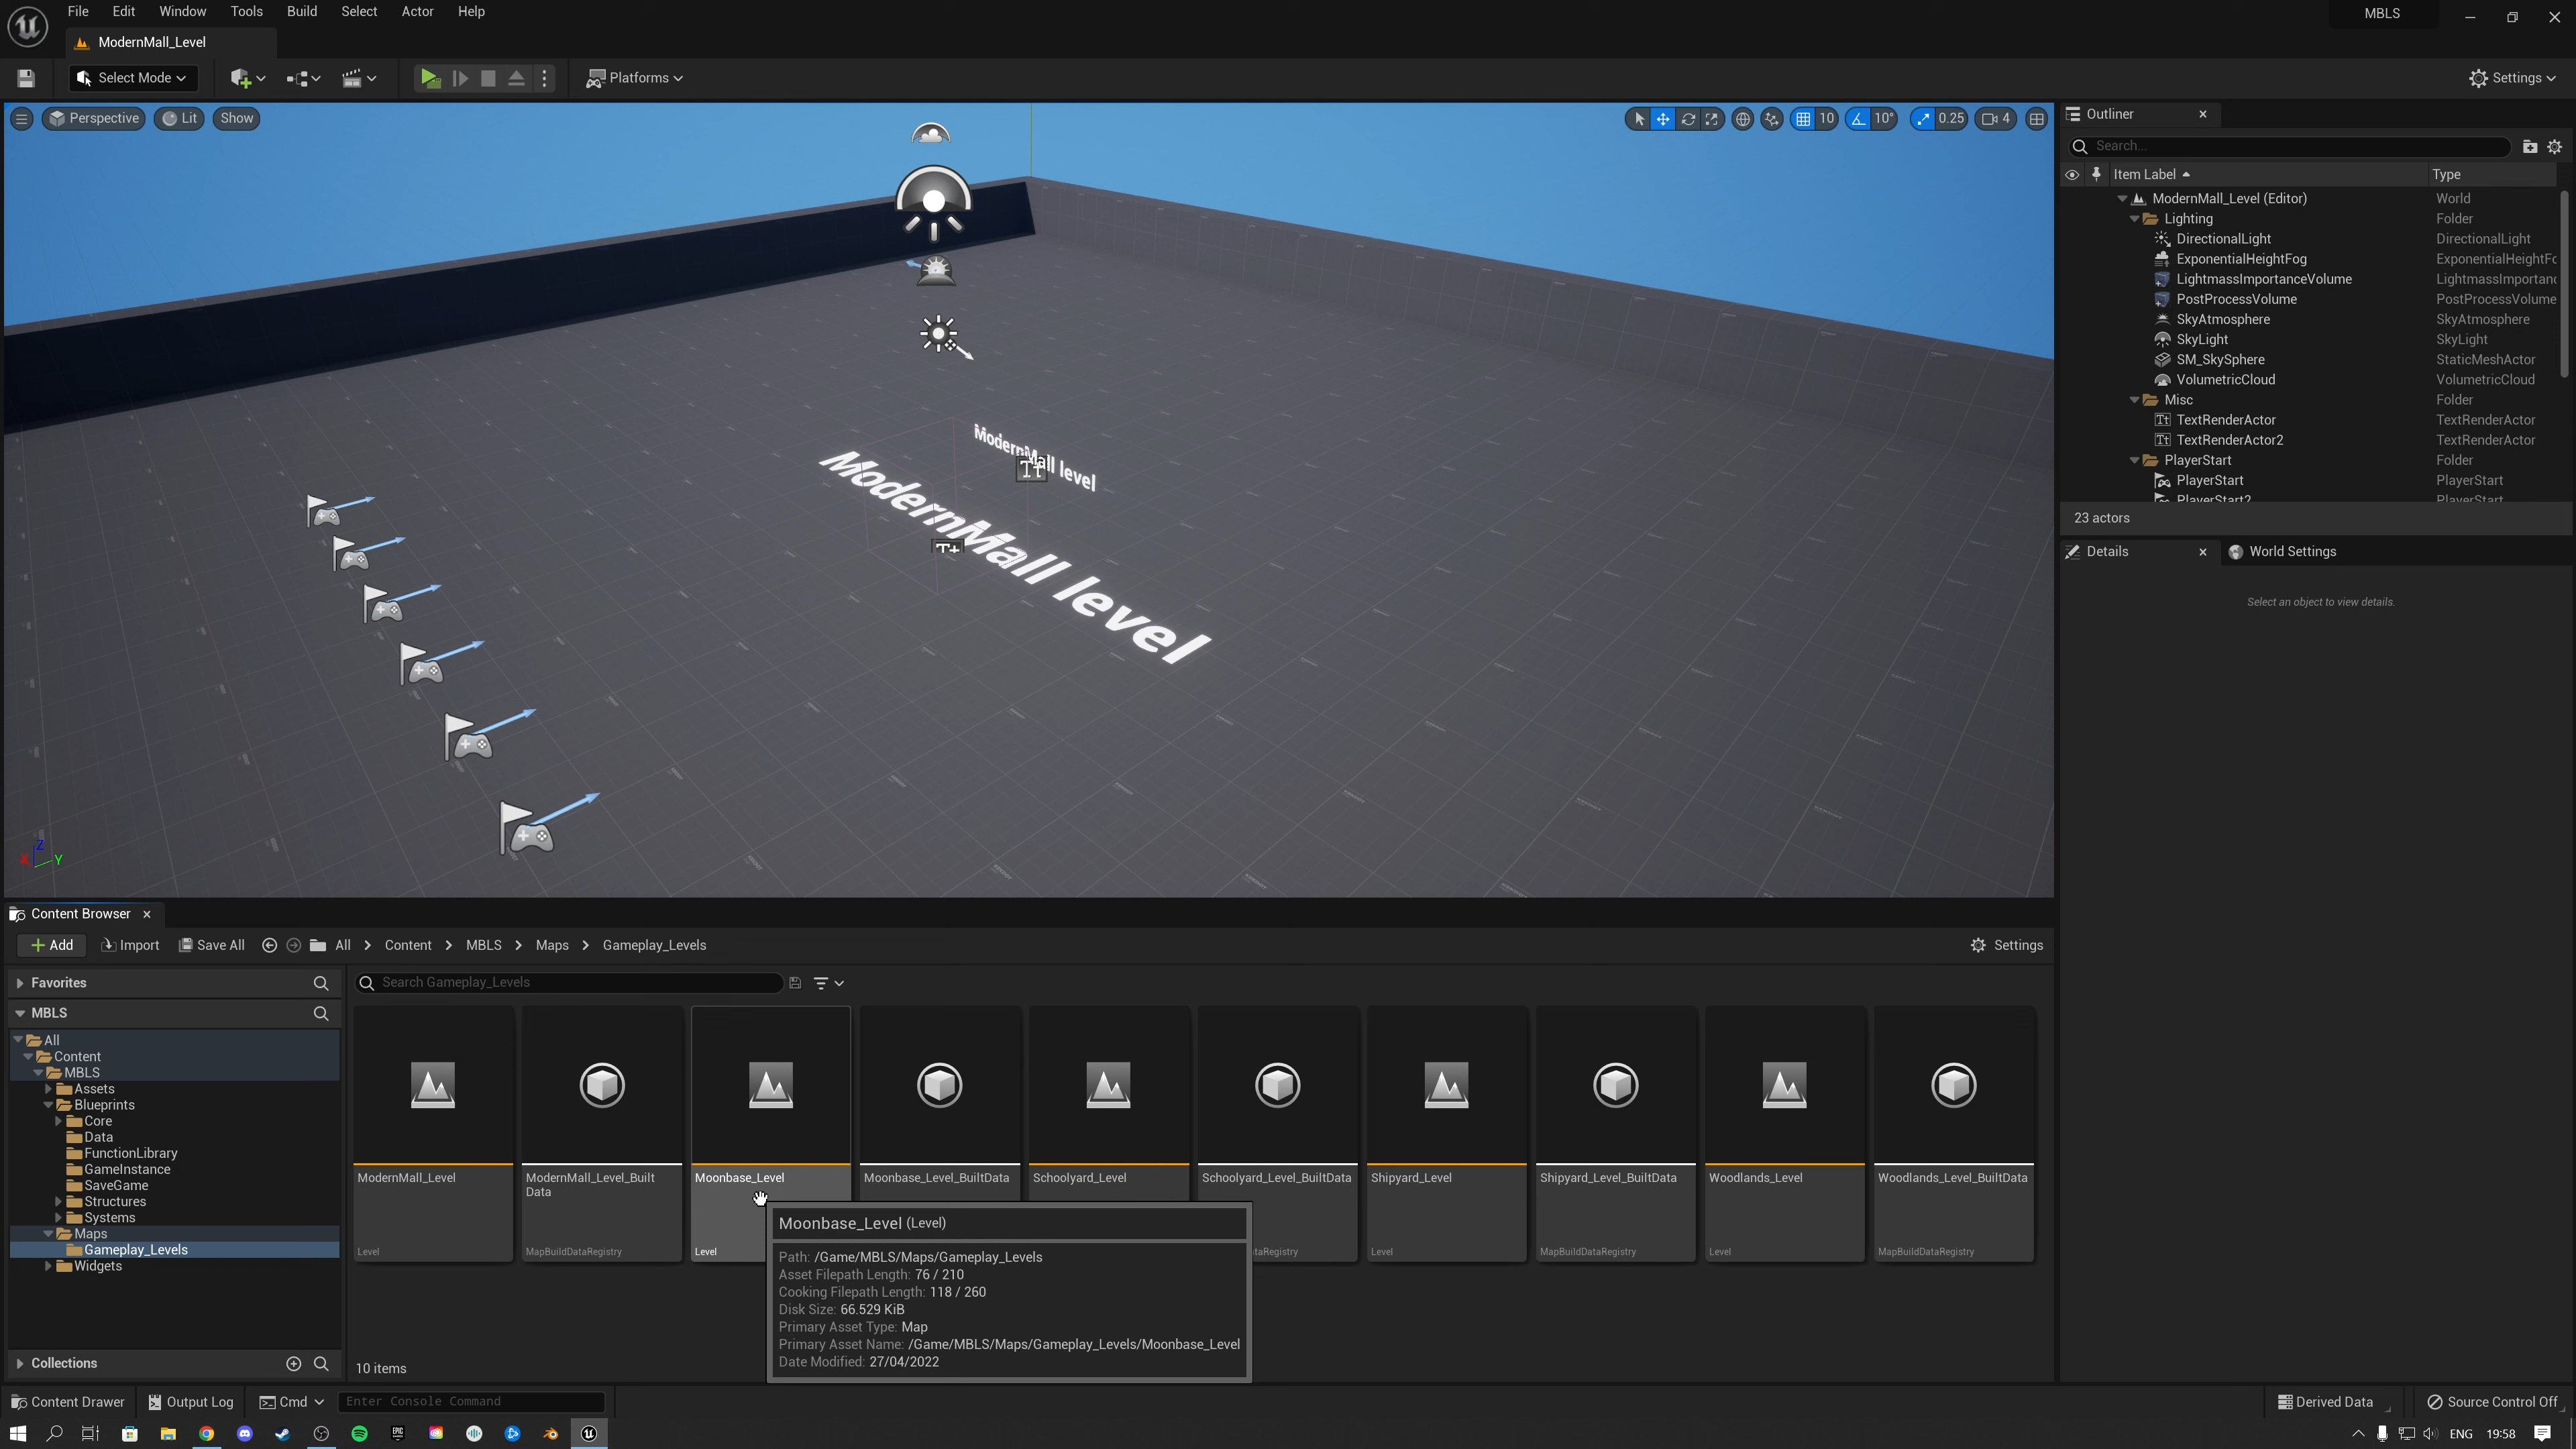 File Edit Window Tools Build Select Actor Help
MBLS
ModernMall_Level
Select Mode
Platforms
Settings
Perspective Lit Show
10 10° 0.25 4
ModernMall level
ModernMall level
X Z Y
Outliner
Search...
Item Label Type
ModernMall_Level (Editor) World
Lighting Folder
DirectionalLight DirectionalLight
ExponentialHeightFog ExponentialHeightFc
LightmassImportanceVolume LightmassImportanc
PostProcessVolume PostProcessVolume
SkyAtmosphere SkyAtmosphere
SkyLight SkyLight
SM_SkySphere StaticMeshActor
VolumetricCloud VolumetricCloud
Misc Folder
TextRenderActor TextRenderActor
TextRenderActor2 TextRenderActor
PlayerStart Folder
PlayerStart PlayerStart
PlayerStart2 PlayerStart
23 actors
Details World Settings
Select an object to view details.
Content Browser
Add Import Save All All > Content > MBLS > Maps > Gameplay_Levels
Settings
Favorites
MBLS
All
Content
MBLS
Assets
Blueprints
Core
Data
FunctionLibrary
GameInstance
SaveGame
Structures
Systems
Maps
Gameplay_Levels
Widgets
Collections
Search Gameplay_Levels
ModernMall_Level
Level
ModernMall_Level_Built
Data
MapBuildDataRegistry
Moonbase_Level
Level
Moonbase_Level_BuiltData
Schoolyard_Level
Schoolyard_Level_BuiltData
taRegistry
Shipyard_Level
Level
Shipyard_Level_BuiltData
MapBuildDataRegistry
Woodlands_Level
Level
Woodlands_Level_BuiltData
MapBuildDataRegistry
Moonbase_Level (Level)
Path: /Game/MBLS/Maps/Gameplay_Levels
Asset Filepath Length: 76 / 210
Cooking Filepath Length: 118 / 260
Disk Size: 66.529 KiB
Primary Asset Type: Map
Primary Asset Name: /Game/MBLS/Maps/Gameplay_Levels/Moonbase_Level
Date Modified: 27/04/2022
10 items
Content Drawer Output Log Cmd Enter Console Command
Derived Data Source Control Off
EPIC
ENG 19:58